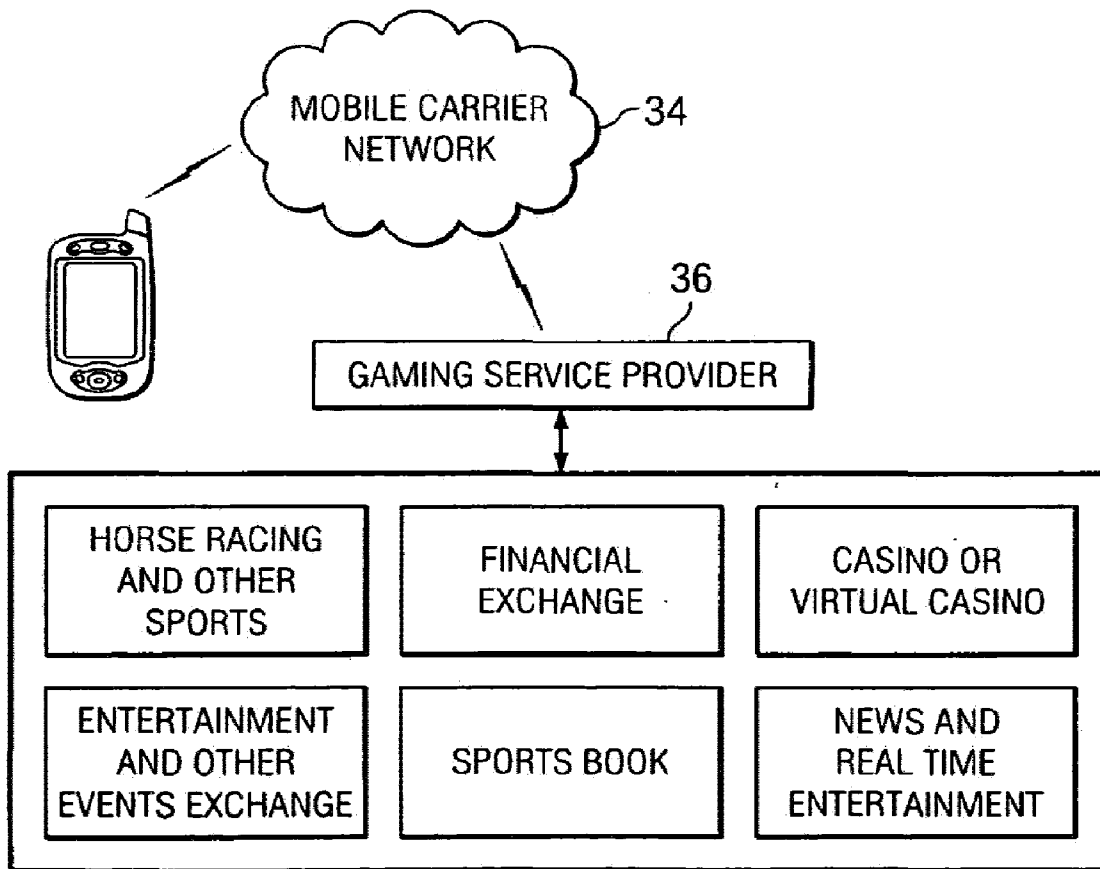 MOBILE CARRIER
NETWORK
34
36
GAMING SERVICE PROVIDER
HORSE RACING
AND OTHER
SPORTS
FINANCIAL
EXCHANGE
CASINO OR
VIRTUAL CASINO
ENTERTAINMENT
AND OTHER
EVENTS EXCHANGE
SPORTS BOOK
NEWS AND
REAL TIME
ENTERTAINMENT